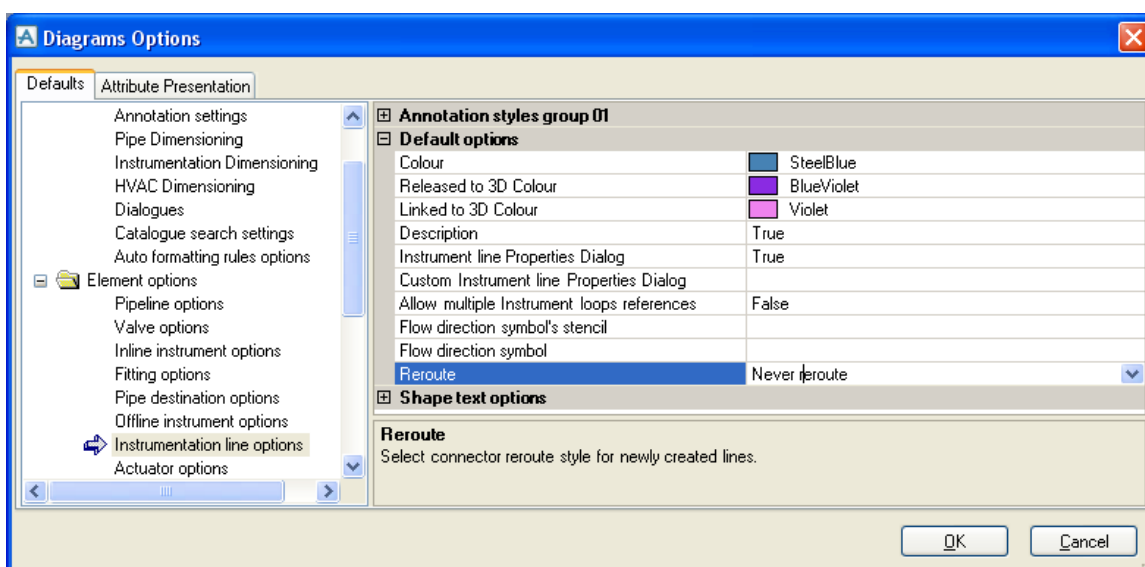 Diagrams Options
Defaults
Attribute Presentation
Annotation settings
Pipe Dimensioning
Instrumentation Dimensioning
HVAC Dimensioning
Dialogues
Catalogue search settings
Auto formatting rules options
Element options
Pipeline options
Valve options
Inline instrument options
Fitting options
Pipe destination options
Offline instrument options
Instrumentation line options
Actuator options
Annotation styles group 01
Default options
Colour SteelBlue
Released to 3D Colour BlueViolet
Linked to 3D Colour Violet
Description True
Instrument line Properties Dialog True
Custom Instrument line Properties Dialog
Allow multiple Instrument loops references False
Flow direction symbol's stencil
Flow direction symbol
Reroute Never reroute
Shape text options
Reroute
Select connector reroute style for newly created lines.
OK Cancel